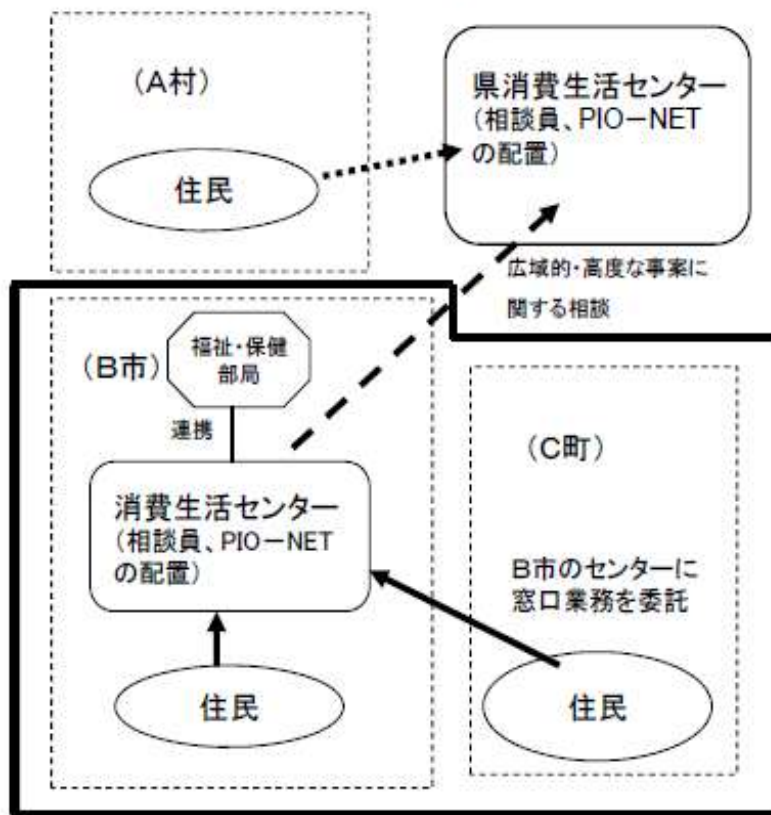 (A村)
住民
県消費生活センター
(相談員、PIO－NET
の配置)
広域的・高度な事案に
関する相談
(B市)
福祉・保健
部局
連携
消費生活センター
(相談員、PIO－NET
の配置)
住民
(C町)
B市のセンターに
窓口業務を委託
住民